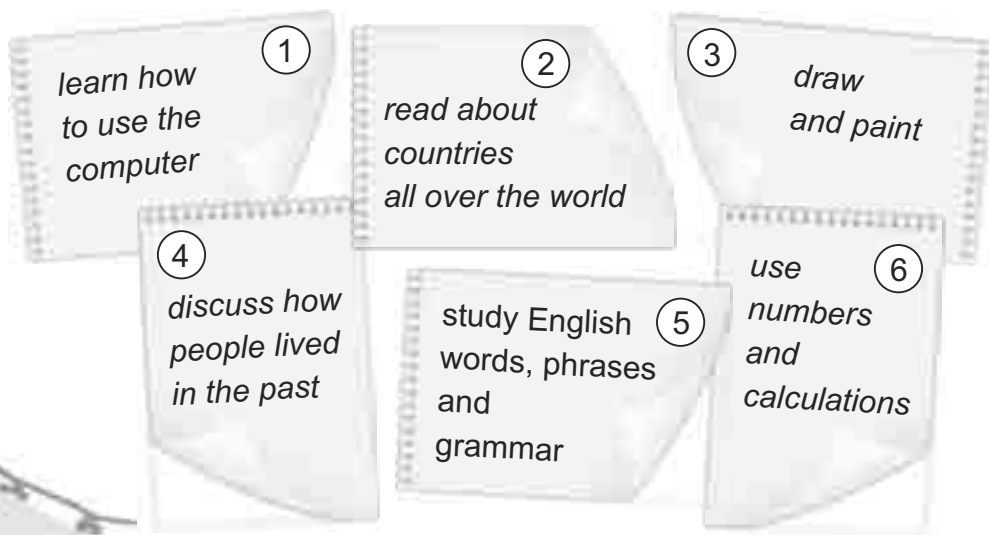 1
learn how
to use the
computer
2
read about
countries
all over the world
3
draw
and paint
4
discuss how
people lived
in the past
5
study English
words, phrases
and
grammar
6
use
numbers
and
calculations